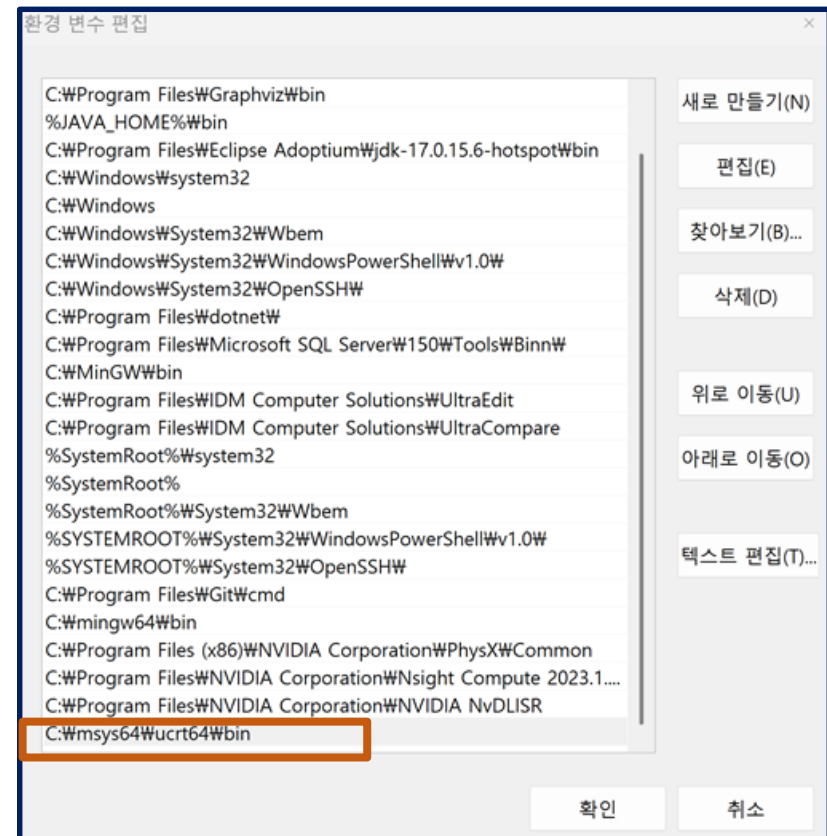 환경 변수 편집
×
C:₩Program Files₩Graphviz₩bin
%JAVA_HOME%₩bin
C:₩Program Files₩Eclipse Adoptium₩jdk-17.0.15.6-hotspot₩bin
C:₩Windows₩system32
C:₩Windows
C:₩Windows₩System32₩Wbem
C:₩Windows₩System32₩WindowsPowerShell₩v1.0₩
C:₩Windows₩System32₩OpenSSH₩
C:₩Program Files₩dotnet₩
C:₩Program Files₩Microsoft SQL Server₩150₩Tools₩Binn₩
C:₩MinGW₩bin
C:₩Program Files₩IDM Computer Solutions₩UltraEdit
C:₩Program Files₩IDM Computer Solutions₩UltraCompare
%SystemRoot%₩system32
%SystemRoot%
%SystemRoot%₩System32₩Wbem
%SYSTEMROOT%₩System32₩WindowsPowerShell₩v1.0₩
%SYSTEMROOT%₩System32₩OpenSSH₩
C:₩Program Files₩Git₩cmd
C:₩mingw64₩bin
C:₩Program Files (x86)₩NVIDIA Corporation₩PhysX₩Common
C:₩Program Files₩NVIDIA Corporation₩Nsight Compute 2023.1....
C:₩Program Files₩NVIDIA Corporation₩NVIDIA NvDLISR
C:₩msys64₩ucrt64₩bin
새로 만들기(N)
편집(E)
찾아보기(B)...
삭제(D)
위로 이동(U)
아래로 이동(O)
텍스트 편집(T)...
확인
취소